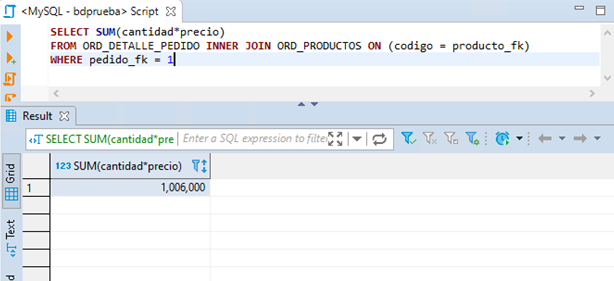 <MySQL - bdprueba> Script
SELECT SUM(cantidad*precio)
FROM ORD_DETALLE_PEDIDO INNER JOIN ORD_PRODUCTOS ON (codigo = producto_fk)
WHERE pedido_fk = 1
Result
SELECT SUM(cantidad*pre
Enter a SQL expression to filter
Grid
Text
123 SUM(cantidad*precio)
1
1,006,000